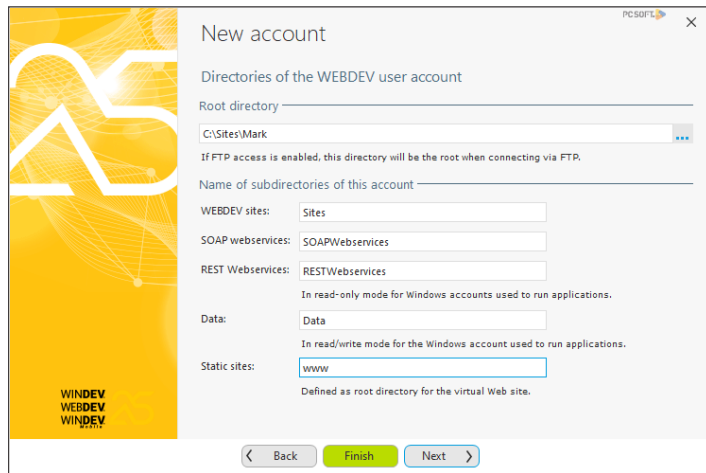 PC SOFT
New account
Directories of the WEBDEV user account
Root directory
C:\Sites\Mark
...
If FTP access is enabled, this directory will be the root when connecting via FTP.
Name of subdirectories of this account
WEBDEV sites: Sites
SOAP webservices: SOAPWebservices
REST Webservices: RESTWebservices
In read-only mode for Windows accounts used to run applications.
Data: Data
In read/write mode for the Windows account used to run applications.
Static sites: www
Defined as root directory for the virtual Web site.
WINDEV
WEBDEV
WINDEV
Mobile
25
Back Finish Next